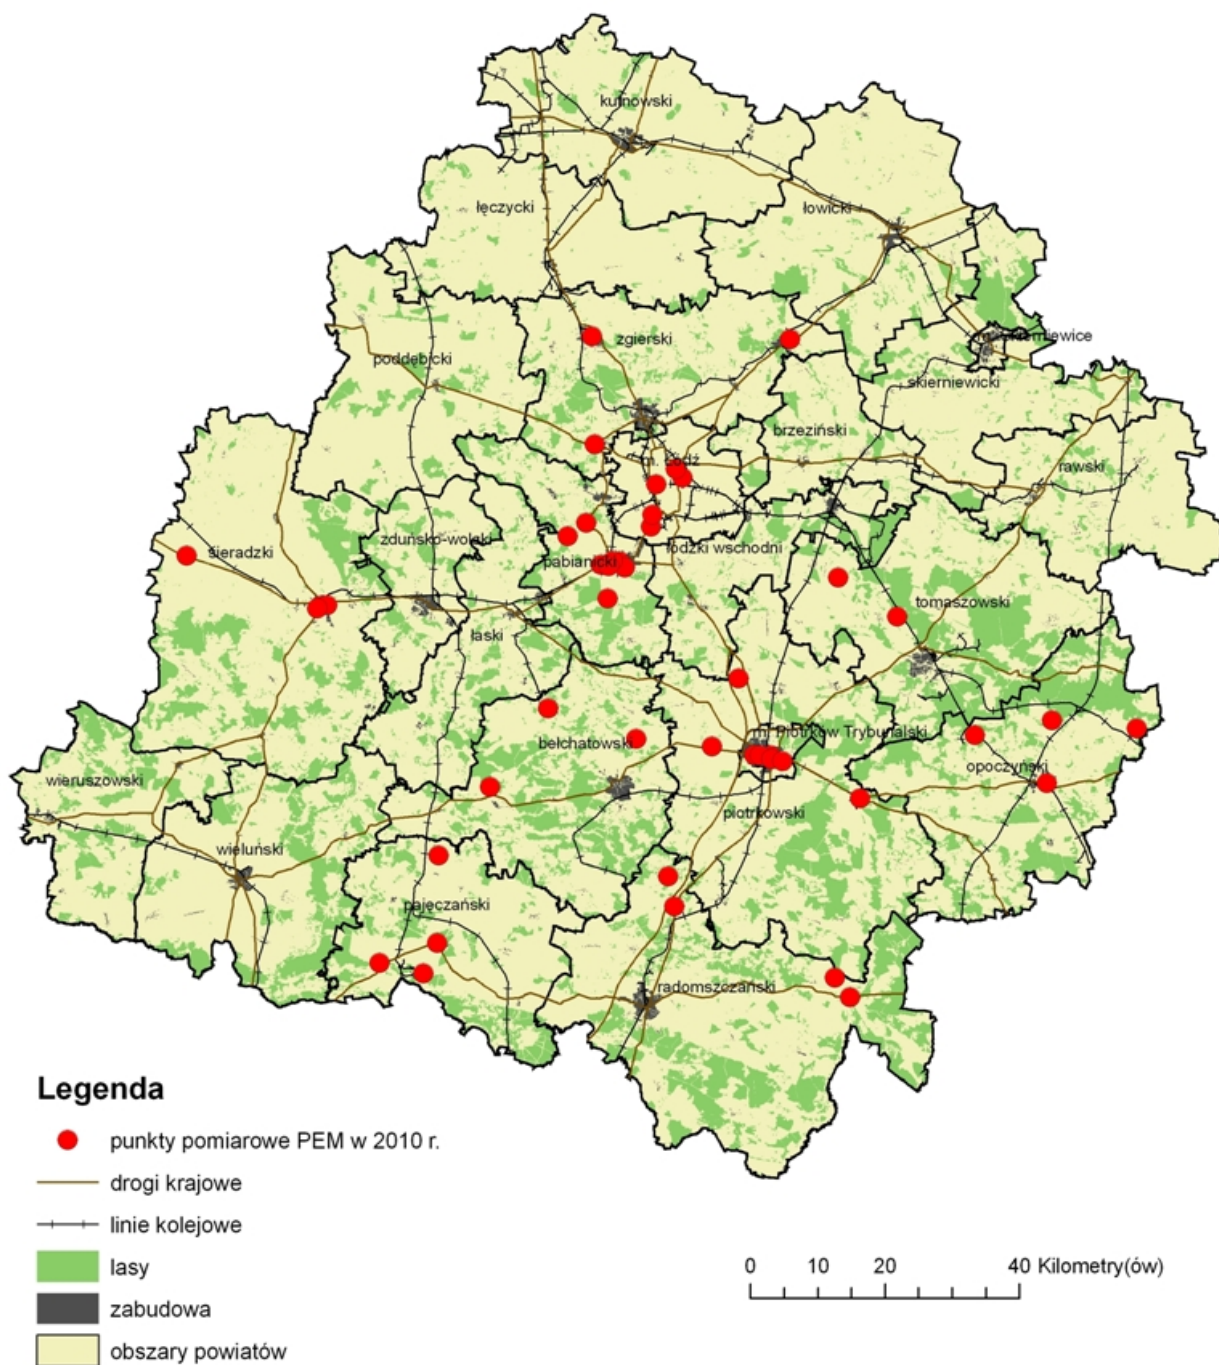 kutnowski
łęczycki
łowicki
zgierski
m. Skierniewice
poddębicki
skierniewicki
brzeziński
m. Łódź
rawski
sieradzki
zduńsko-wolski
łódzki wschodni
pabianicki
tomaszowski
łaski
m. Piotrków Trybunalski
bełchatowski
opoczyński
wieruszowski
piotrkowski
wieluński
pajęczański
radomszczański
Legenda
punkty pomiarowe PEM w 2010 r.
drogi krajowe
linie kolejowe
lasy
zabudowa
obszary powiatów
0 10 20 40 Kilometry(ów)